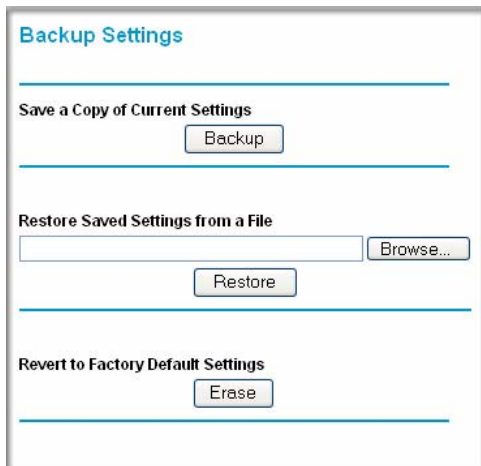 Backup Settings
Save a Copy of Current Settings
Backup
Restore Saved Settings from a File
Browse...
Restore
Revert to Factory Default Settings
Erase